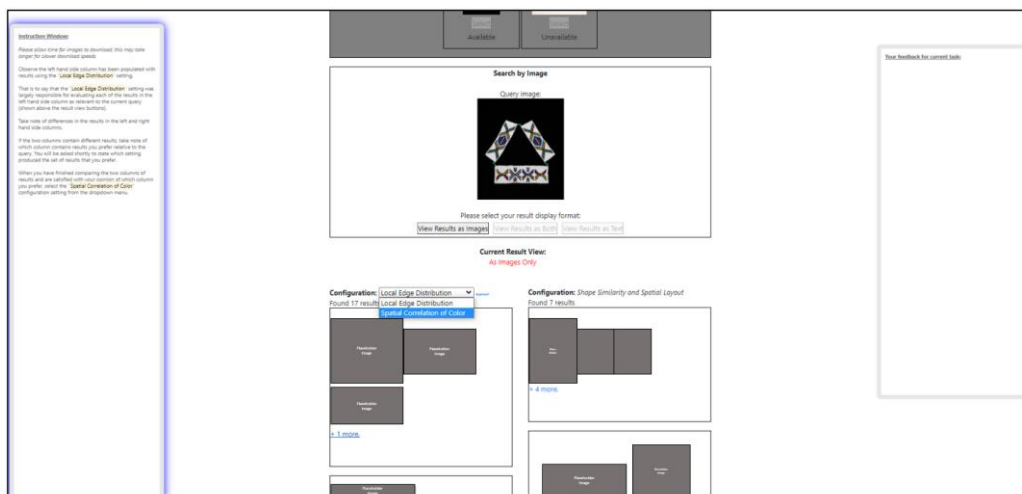 Available
Unavailable
Instruction Window:
Please allow time for images to download, this may take
longer for slower download speeds.
Observe the left hand side column has been populated with
results using the 'Local Edge Distribution' setting.
That is to say that the 'Local Edge Distribution' setting was
largely responsible for evaluating each of the results in the
left hand side column as relevant to the current query
(shown above the result view buttons).
Take note of differences in the results in the left and right
hand side columns.
If the two columns contain different results, take note of
which column contains results you prefer relative to the
query. You will be asked shortly to state which setting
produced the set of results that you prefer.
When you have finished comparing the two columns of
results and are satisfied with your opinion of which column
you prefer, select the 'Spatial Correlation of Color'
configuration setting from the dropdown menu.
Your feedback for current task:
Search by Image
Query image:
Please select your result display format:
View Results as Images View Results as Both View Results as Text
Current Result View:
As Images Only
Configuration: Local Edge Distribution
Found 17 results
Local Edge Distribution
Spatial Correlation of Color
Placeholder
Image
Placeholder
Image
Placeholder
Image
+ 1 more.
Placeholder
Configuration: Shape Similarity and Spatial Layout
Found 7 results
+ 4 more.
Placeholder
Image